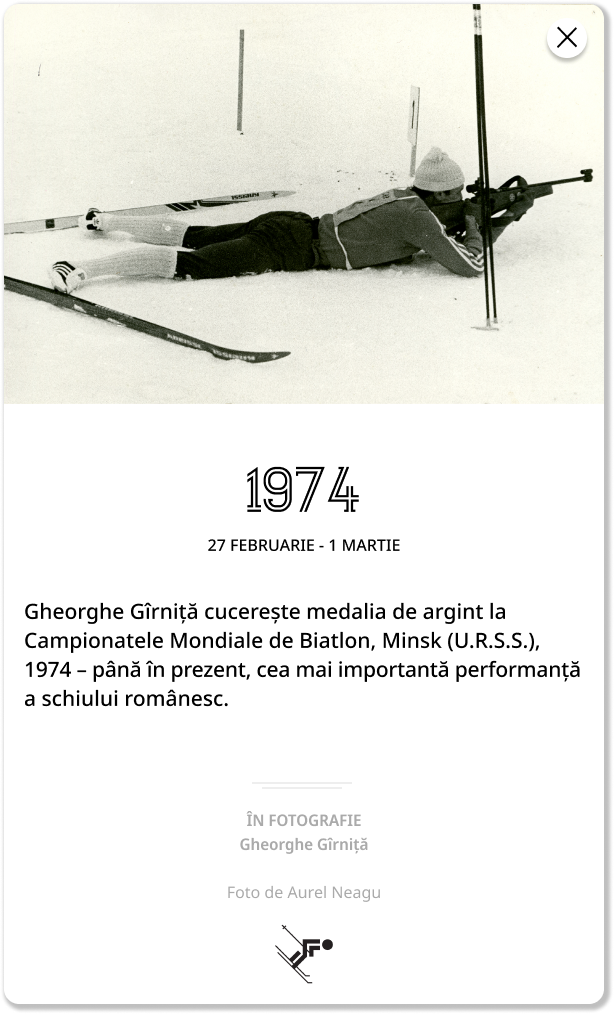 1974
27 FEBRUARIE - 1 MARTIE
Gheorghe Gîrniță cucerește medalia de argint la
Campionatele Mondiale de Biatlon, Minsk (U.R.S.S.),
1974 – până în prezent, cea mai importantă performanță
a schiului românesc.
ÎN FOTOGRAFIE
Gheorghe Gîrniță
Foto de Aurel Neagu